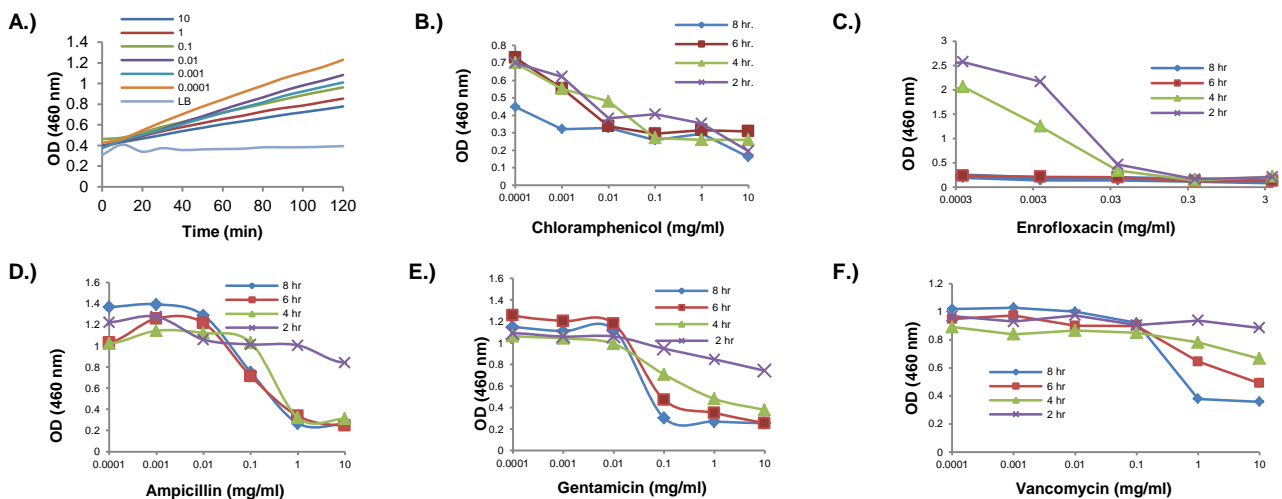 A.)
OD (460 nm)
1.4
1.2
1
0.8
0.6
0.4
0.2
0
0 20 40 60 80 100 120
Time (min)
10
1
0.1
0.01
0.001
0.0001
LB
B.)
OD (460 nm)
0.8
0.7
0.6
0.5
0.4
0.3
0.2
0.1
0
0.0001 0.001 0.01 0.1 1 10
Chloramphenicol (mg/ml)
8 hr.
6 hr.
4 hr.
2 hr.
C.)
OD (460 nm)
3
2.5
2
1.5
1
0.5
0
0.0003 0.003 0.03 0.3 3
Enrofloxacin (mg/ml)
8 hr
6 hr
4 hr
2 hr
D.)
OD (460 nm)
1.6
1.4
1.2
1
0.8
0.6
0.4
0.2
0
0.0001 0.001 0.01 0.1 1 10
Ampicillin (mg/ml)
8 hr
6 hr
4 hr
2 hr
E.)
OD (460 nm)
1.6
1.4
1.2
1
0.8
0.6
0.4
0.2
0
0.0001 0.001 0.01 0.1 1 10
Gentamicin (mg/ml)
8 hr
6 hr
4 hr
2 hr
F.)
OD (460 nm)
1.2
1
0.8
0.6
0.4
0.2
0
0.0001 0.001 0.01 0.1 1 10
Vancomycin (mg/ml)
8 hr
6 hr
4 hr
2 hr